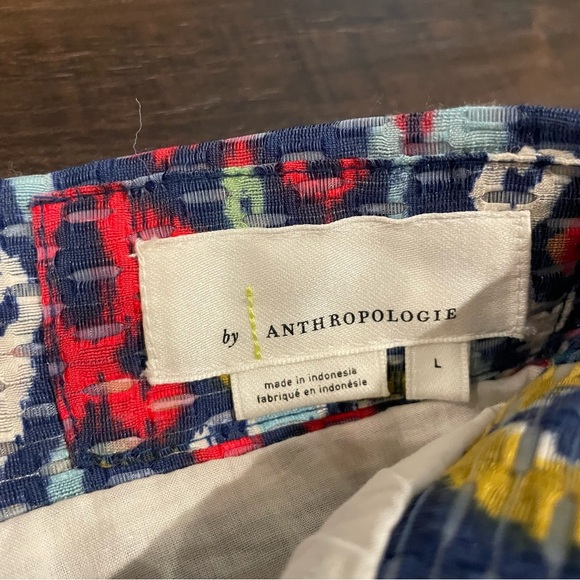 by ANTHROPOLOGIE
made in indonesia
fabriqué en indonésie
L